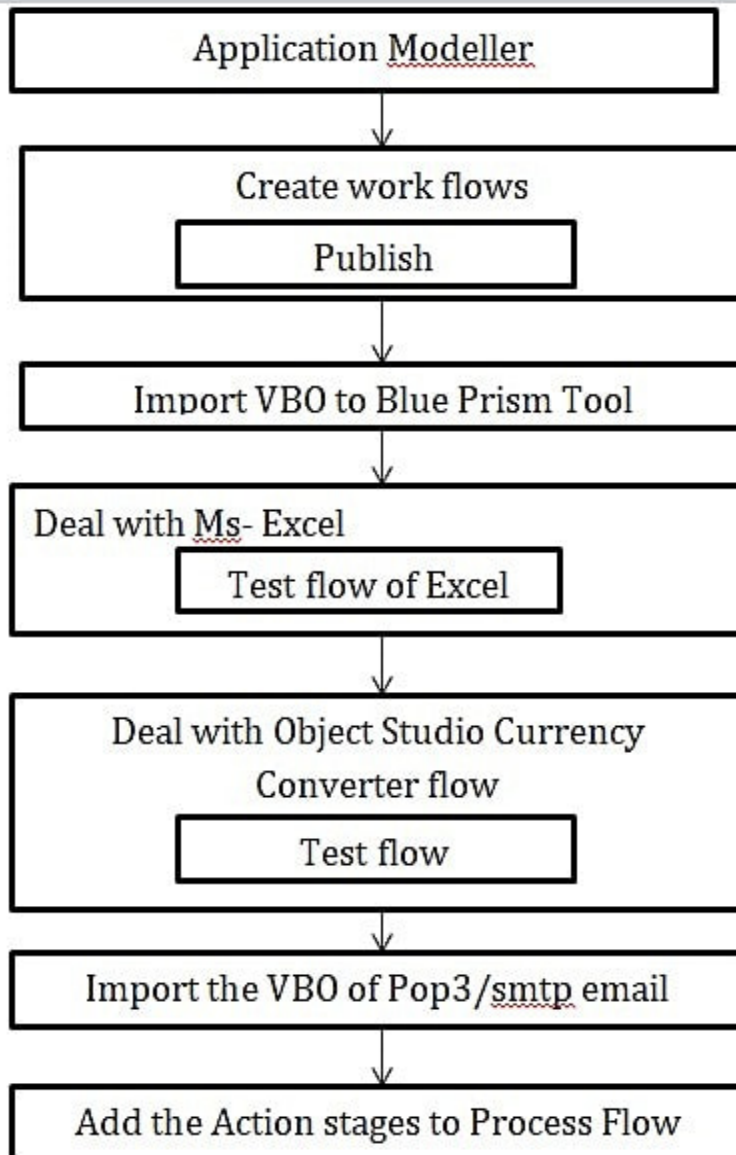 Application Modeller
Create work flows
Publish
Import VBO to Blue Prism Tool
Deal with Ms- Excel
Test flow of Excel
Deal with Object Studio Currency
Converter flow
Test flow
Import the VBO of Pop3/smtp email
Add the Action stages to Process Flow